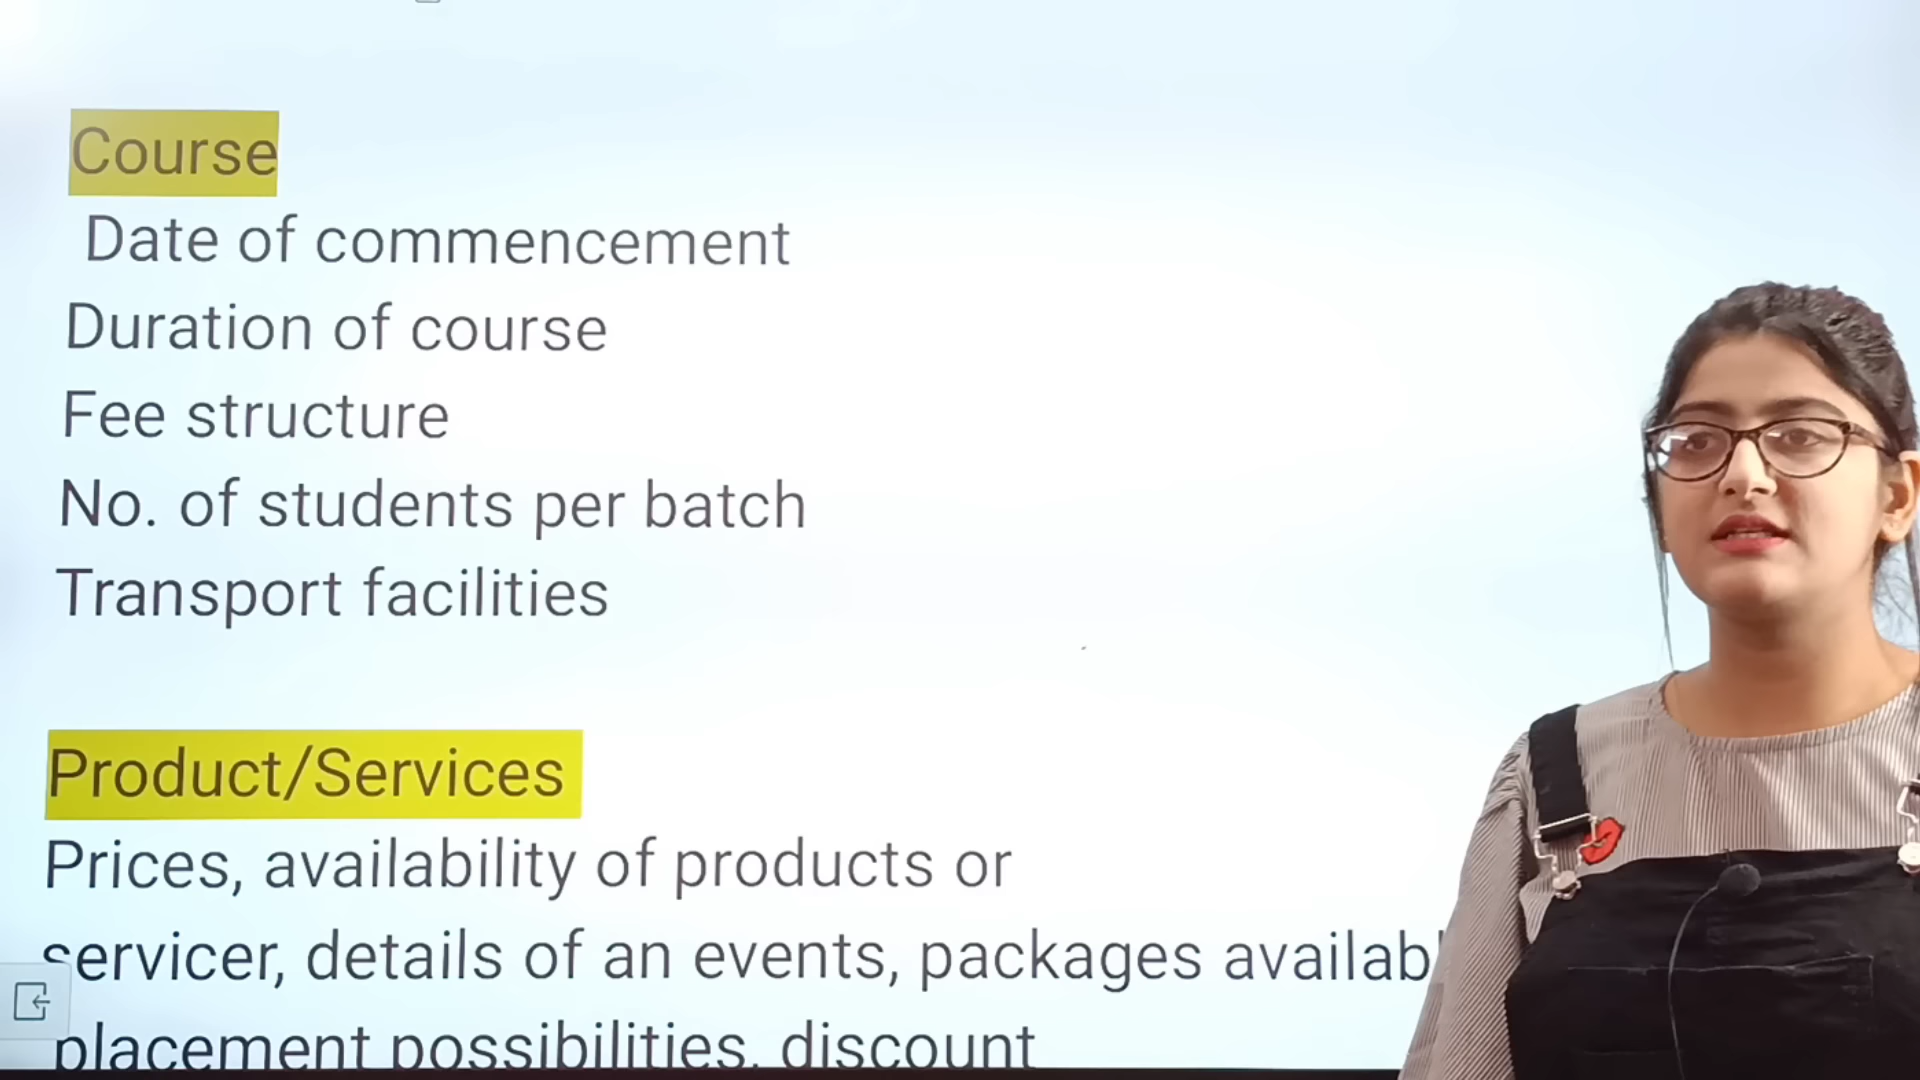 Course
Date of commencement
Duration of course
Fee structure
No. of students per batch
Transport facilities
Product/Services
Prices, availability of products or
servicer, details of an events, packages
placement possibilities, discount